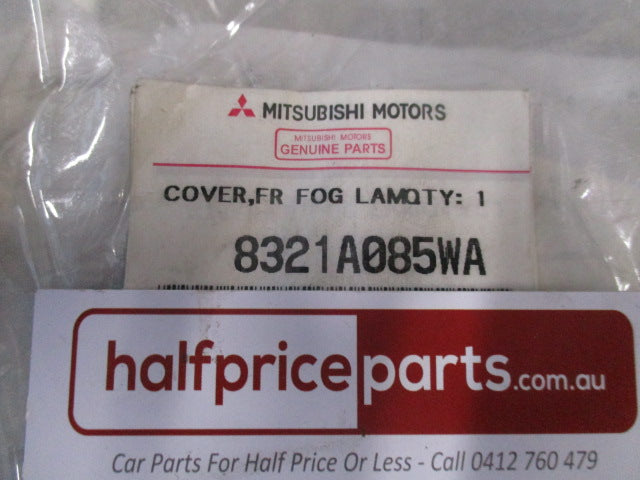 MITSUBISHI MOTORS
MITSUBISHI MOTORS
GENUINE PARTS
COVER,FR FOG LAMQTY: 1
8321A085WA
halfpriceparts.com.au
Car Parts For Half Price Or Less - Call 0412 760 479